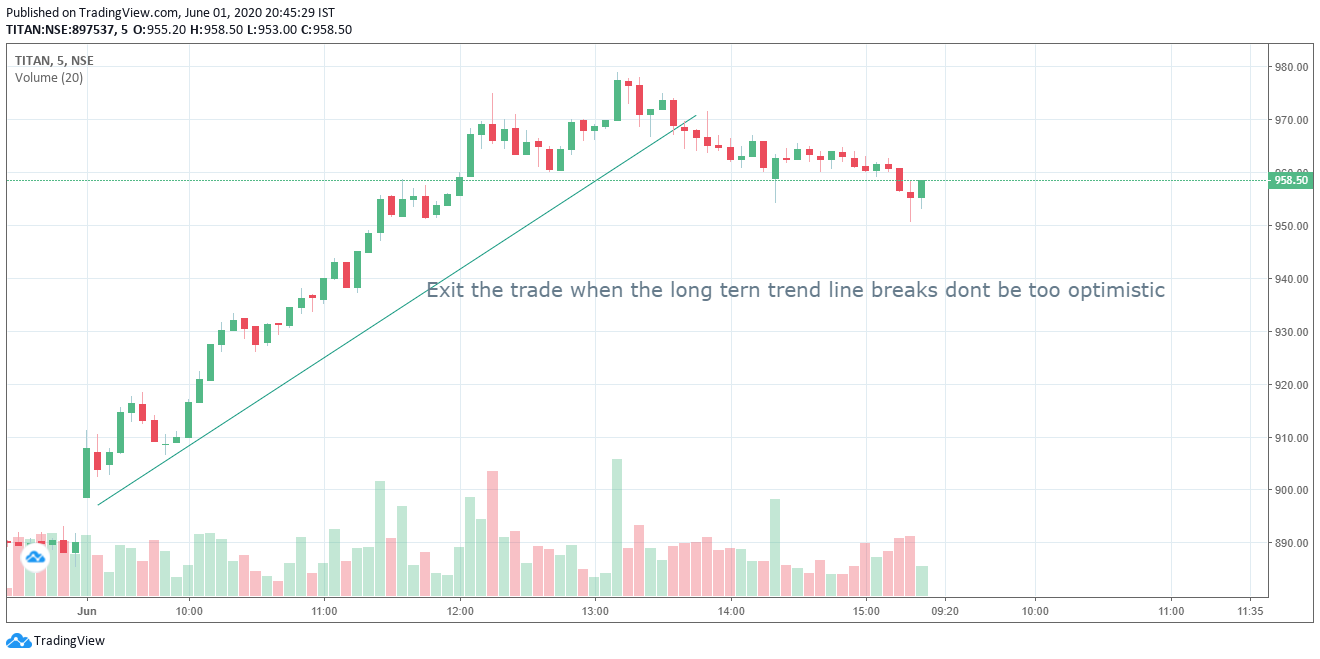 Published on TradingView.com, June 01, 2020 20:45:29 IST
TITAN:NSE:897537, 5 O:955.20 H:958.50 L:953.00 C:958.50
TITAN, 5, NSE
Volume (20)
980.00
970.00
960.00
958.50
950.00
940.00
Exit the trade when the long tern trend line breaks dont be too optimistic
930.00
920.00
910.00
900.00
890.00
Jun 10:00 11:00 12:00 13:00 14:00 15:00 09:20 10:00 11:00 11:35
TradingView